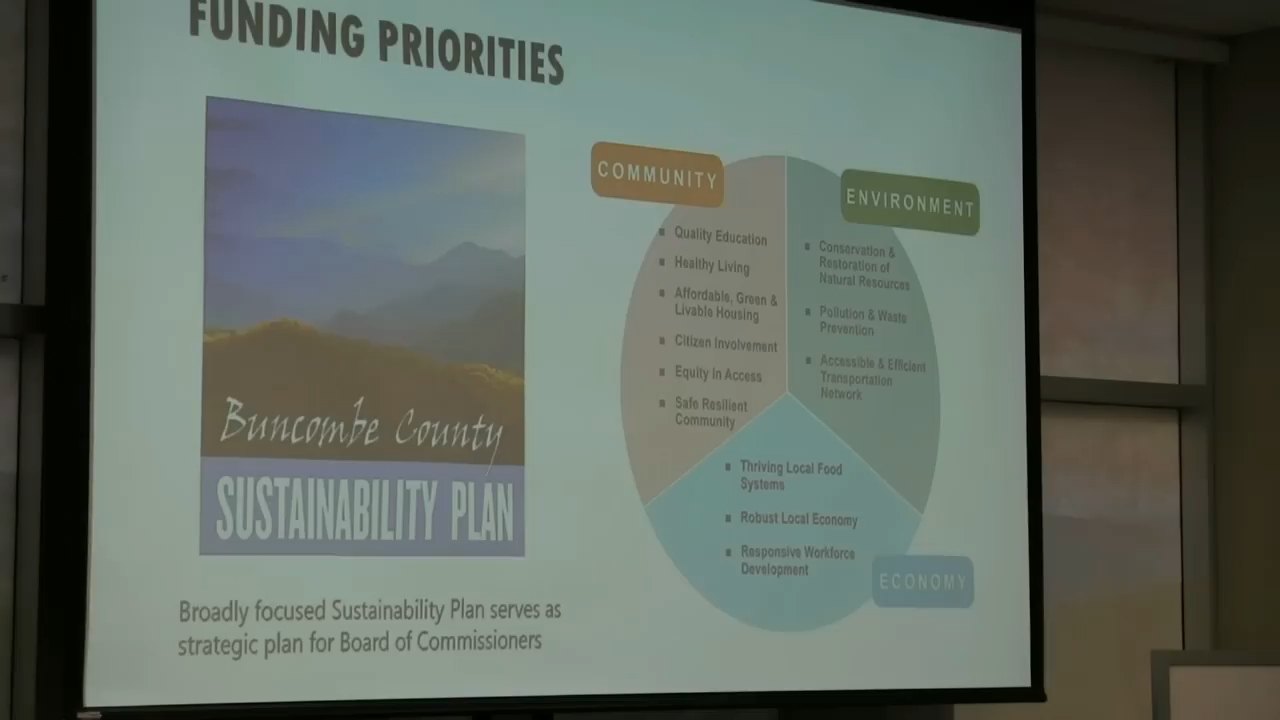 FUNDING PRIORITIES
Buncombe County
SUSTAINABILITY PLAN
Broadly focused Sustainability Plan serves as
strategic plan for Board of Commissioners
COMMUNITY
Quality Education
Healthy Living
Affordable, Green &
Livable Housing
Citizen Involvement
Equity in Access
Safe Resilient
Community
ENVIRONMENT
Conservation &
Restoration of
Natural Resources
Pollution & Waste
Prevention
Accessible & Efficient
Transportation
Network
Thriving Local Food
Systems
Robust Local Economy
Responsive Workforce
Development
ECONOMY